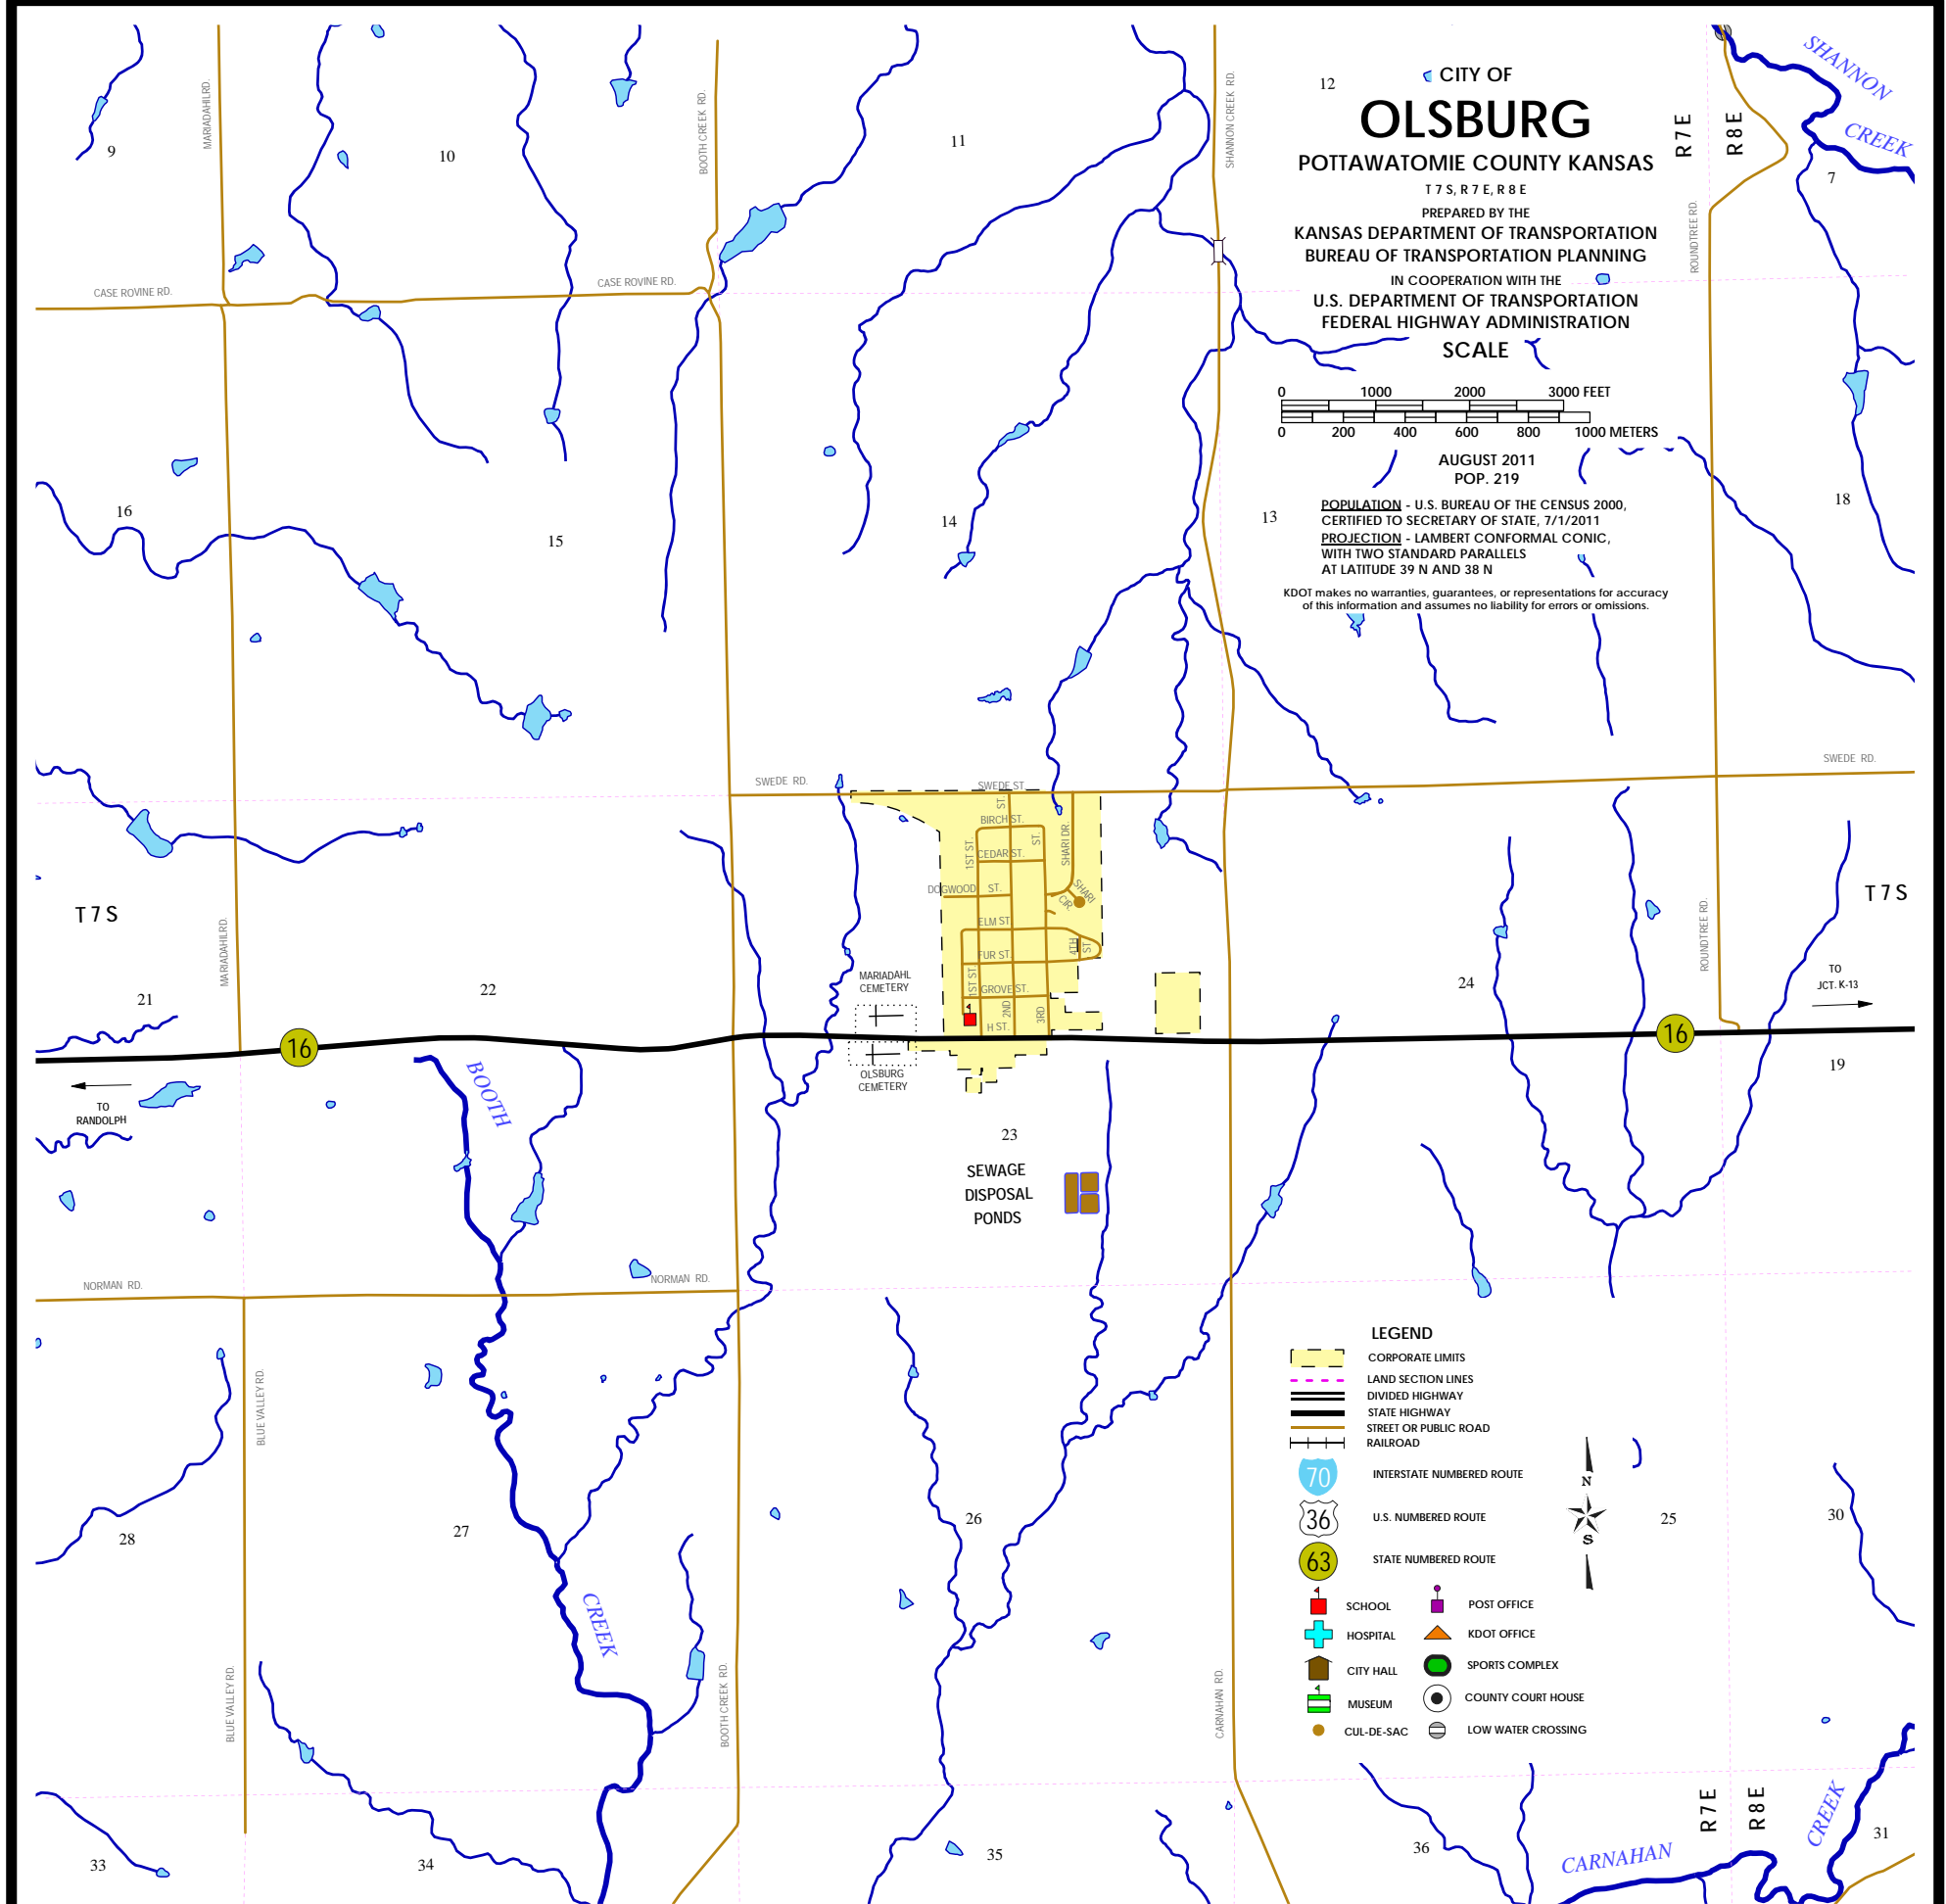 CITY OF
OLSBURG
POTTAWATOMIE COUNTY KANSAS
T 7 S, R 7 E, R 8 E
PREPARED BY THE
KANSAS DEPARTMENT OF TRANSPORTATION
BUREAU OF TRANSPORTATION PLANNING
IN COOPERATION WITH THE
U.S. DEPARTMENT OF TRANSPORTATION
FEDERAL HIGHWAY ADMINISTRATION
SCALE
0 1000 2000 3000 FEET
0 200 400 600 800 1000 METERS
AUGUST 2011
POP. 219
POPULATION - U.S. BUREAU OF THE CENSUS 2000,
CERTIFIED TO SECRETARY OF STATE, 7/1/2011
PROJECTION - LAMBERT CONFORMAL CONIC,
WITH TWO STANDARD PARALLELS
AT LATITUDE 39 N AND 38 N
KDOT makes no warranties, guarantees, or representations for accuracy
of this information and assumes no liability for errors or omissions.
SHANNON
CREEK
R 7 E
R 8 E
9
10
11
12
7
MARIADAHL RD.
BOOTH CREEK RD.
SHANNON CREEK RD.
ROUNDTREE RD.
CASE ROVINE RD.
CASE ROVINE RD.
16
15
14
13
18
SWEDE RD.
SWEDE ST.
SWEDE RD.
ST.
BIRCH ST.
1ST ST.
ST.
SHARI DR.
CEDAR ST.
DOGWOOD ST.
SHARI
CIR.
ELM ST.
4TH
ST.
FUR ST.
1ST ST.
GROVE ST.
2ND
3RD
H ST.
T 7 S
T 7 S
MARIADAHL RD.
ROUNDTREE RD.
21
22
24
MARIADAHL
CEMETERY
OLSBURG
CEMETERY
TO
JCT. K-13
16
16
19
TO
RANDOLPH
BOOTH
23
SEWAGE
DISPOSAL
PONDS
NORMAN RD.
NORMAN RD.
BLUE VALLEY RD.
28
27
26
25
30
CREEK
BLUE VALLEY RD.
BOOTH CREEK RD.
CARNAHAN RD.
LEGEND
CORPORATE LIMITS
LAND SECTION LINES
DIVIDED HIGHWAY
STATE HIGHWAY
STREET OR PUBLIC ROAD
RAILROAD
70 INTERSTATE NUMBERED ROUTE
36 U.S. NUMBERED ROUTE
63 STATE NUMBERED ROUTE
N
S
SCHOOL POST OFFICE
HOSPITAL KDOT OFFICE
CITY HALL SPORTS COMPLEX
MUSEUM COUNTY COURT HOUSE
CUL-DE-SAC LOW WATER CROSSING
R 7 E
R 8 E
33
34
35
36
31
CARNAHAN
CREEK